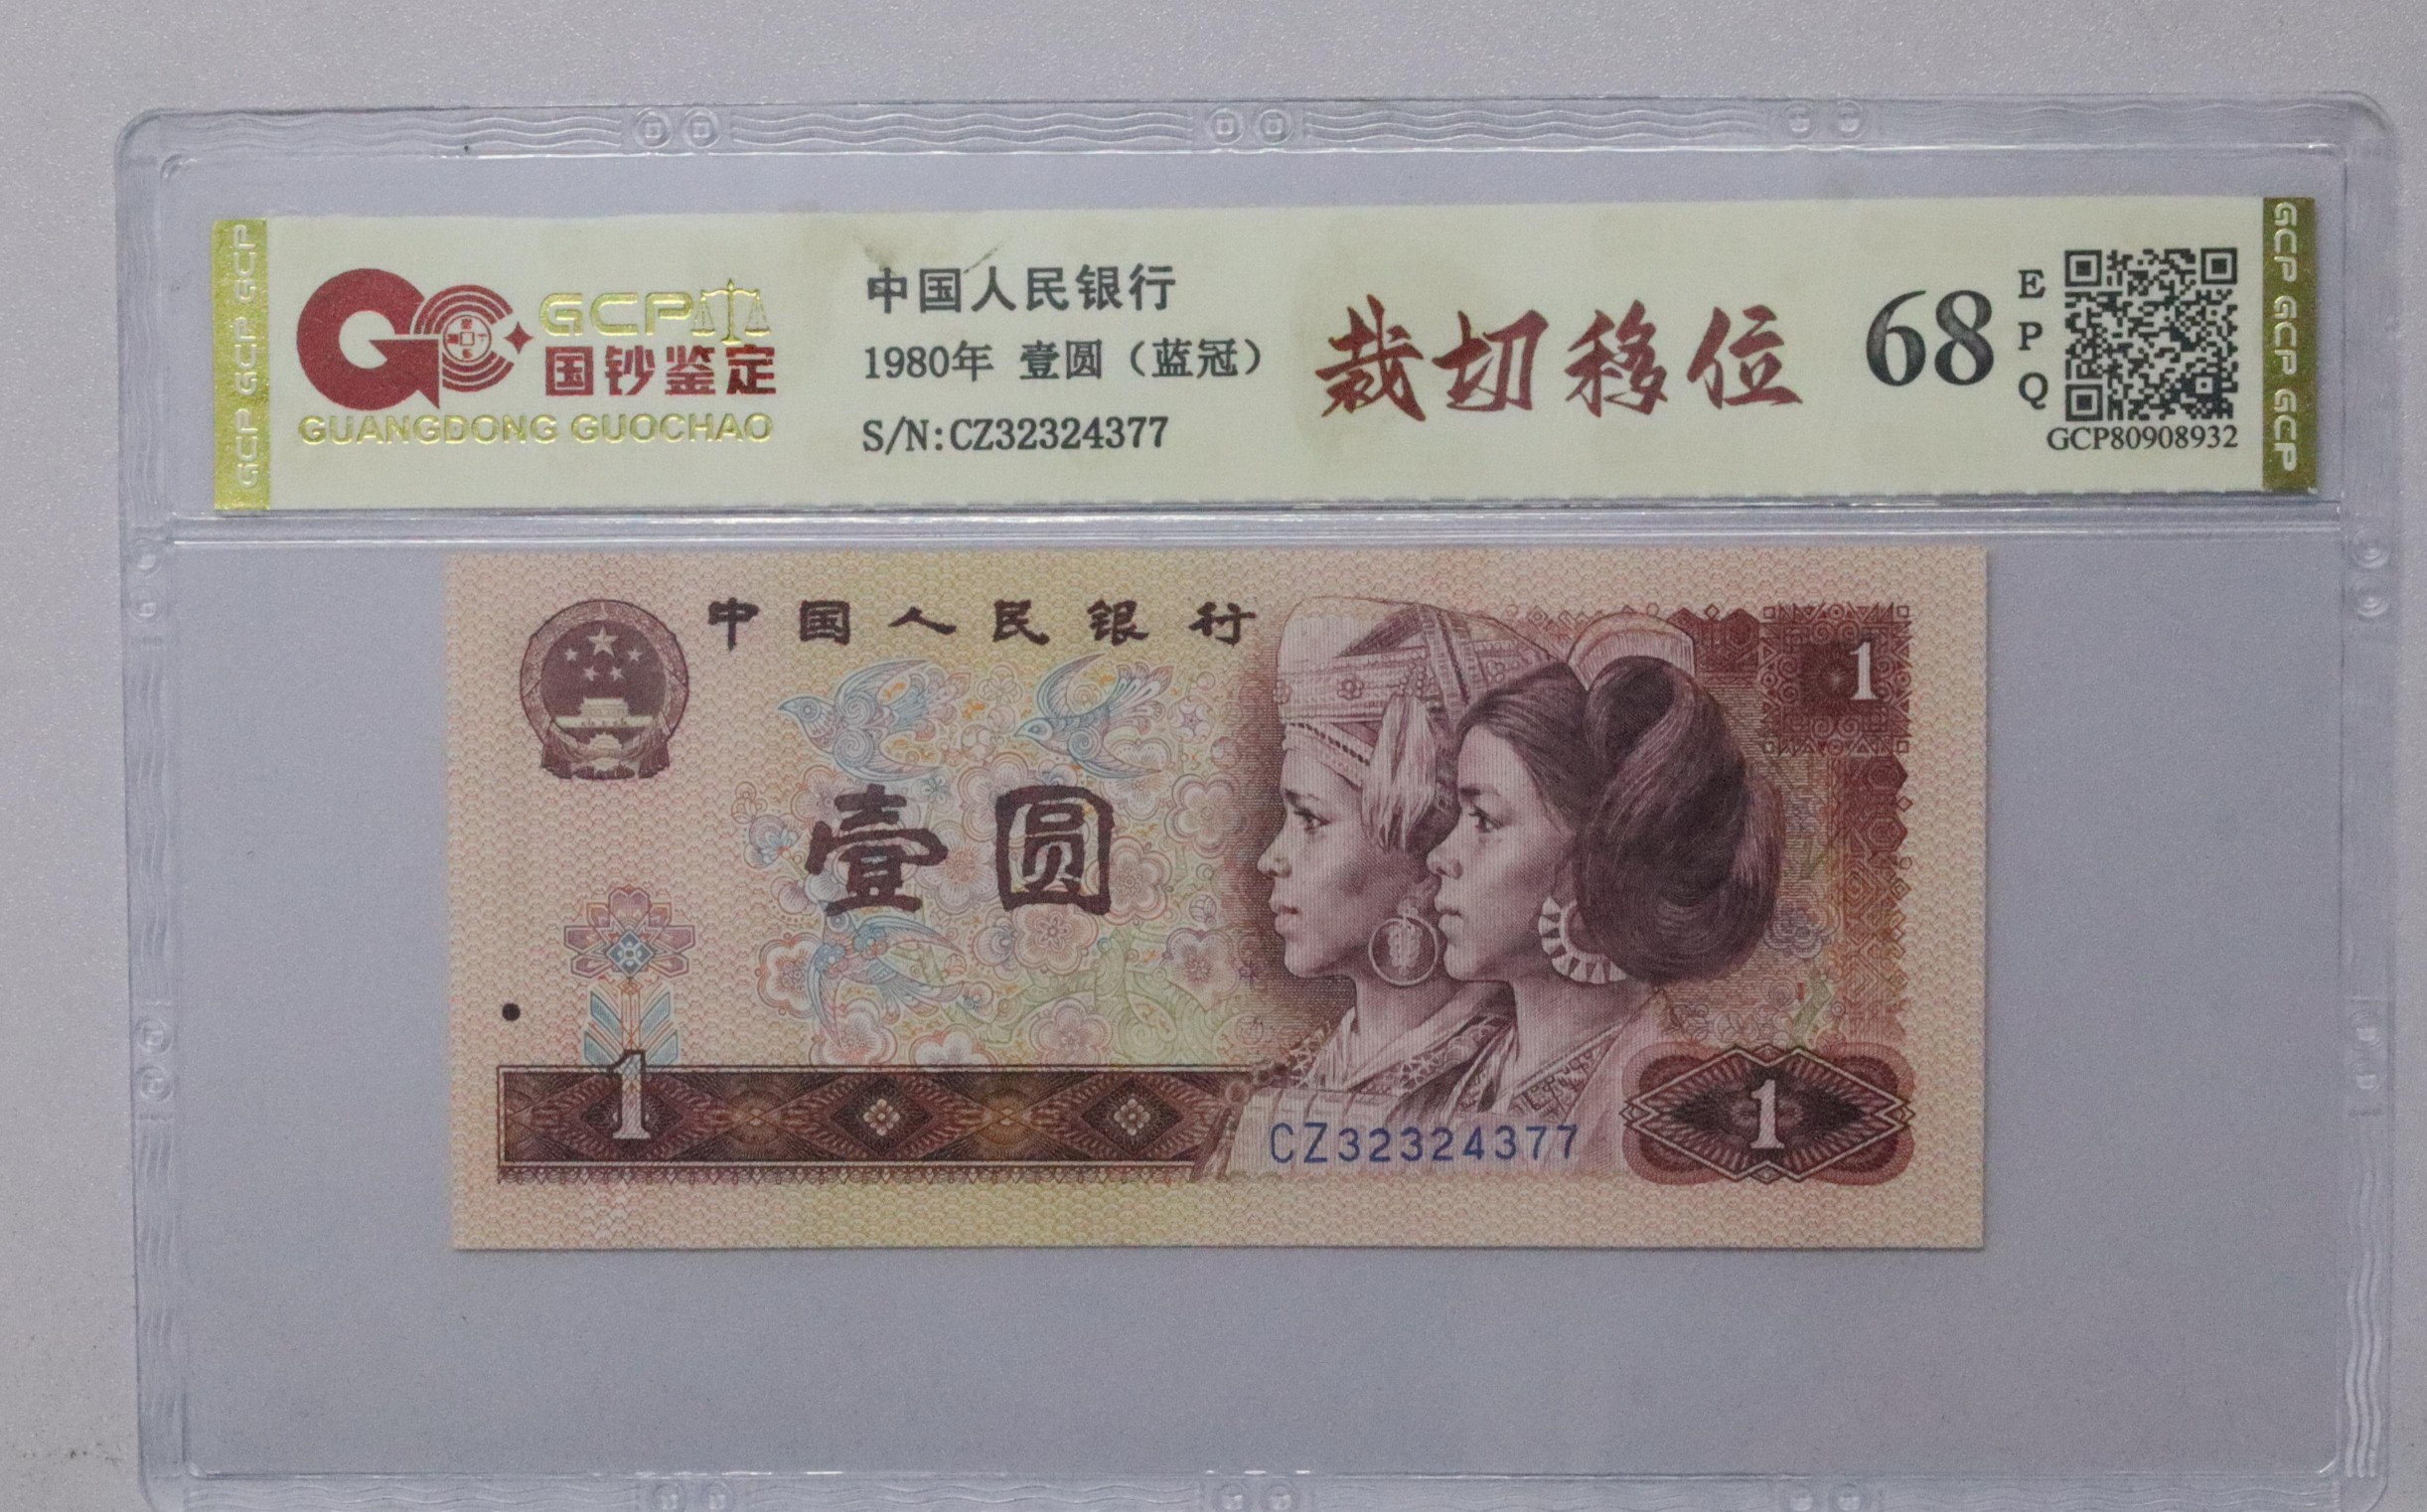 GCP GCP GCP
GCP
国钞鉴定
GUANGDONG GUOCHAO
中国人民银行
1980年 壹圆（蓝冠）
S/N:CZ32324377
裁切移位
68
EPQ
GCP80908932
GCP GCP GCP
中国人民银行
1
壹圆
1
CZ32324377
1